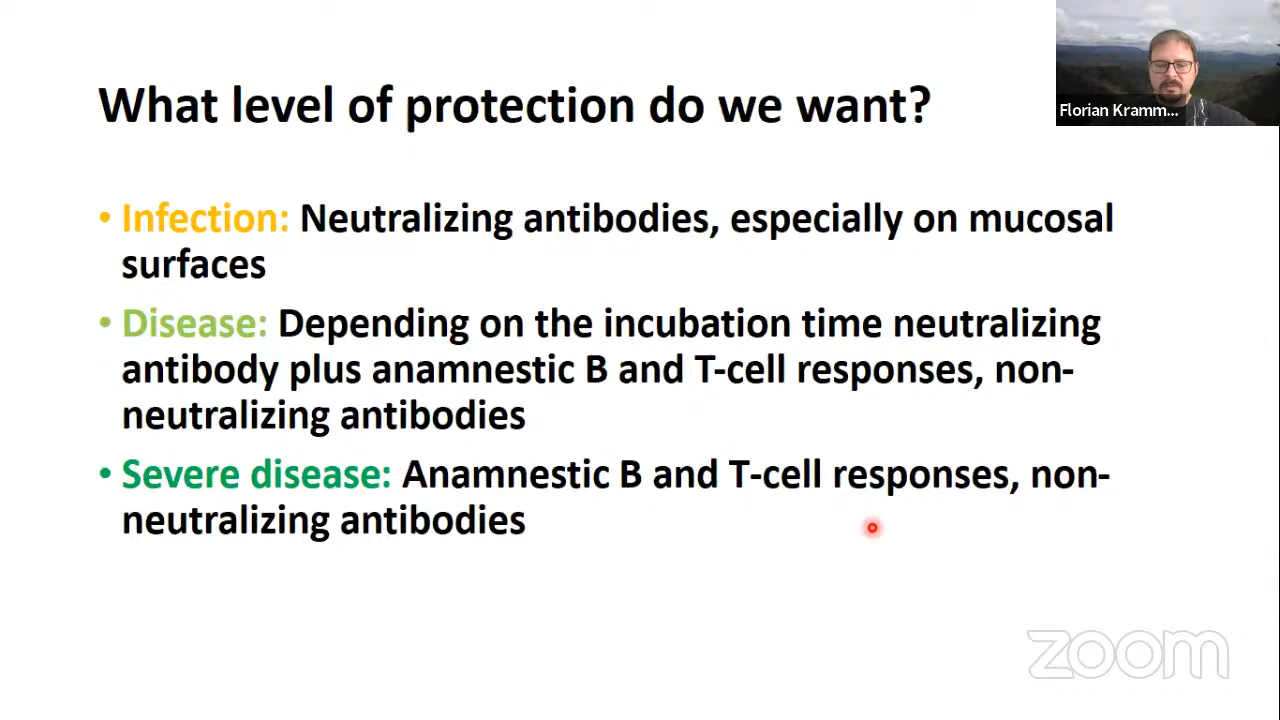 What level of protection do we want?
Florian Kramm...
• Infection: Neutralizing antibodies, especially on mucosal
surfaces
• Disease: Depending on the incubation time neutralizing
antibody plus anamnestic B and T-cell responses, non-
neutralizing antibodies
• Severe disease: Anamnestic B and T-cell responses, non-
neutralizing antibodies
zoom